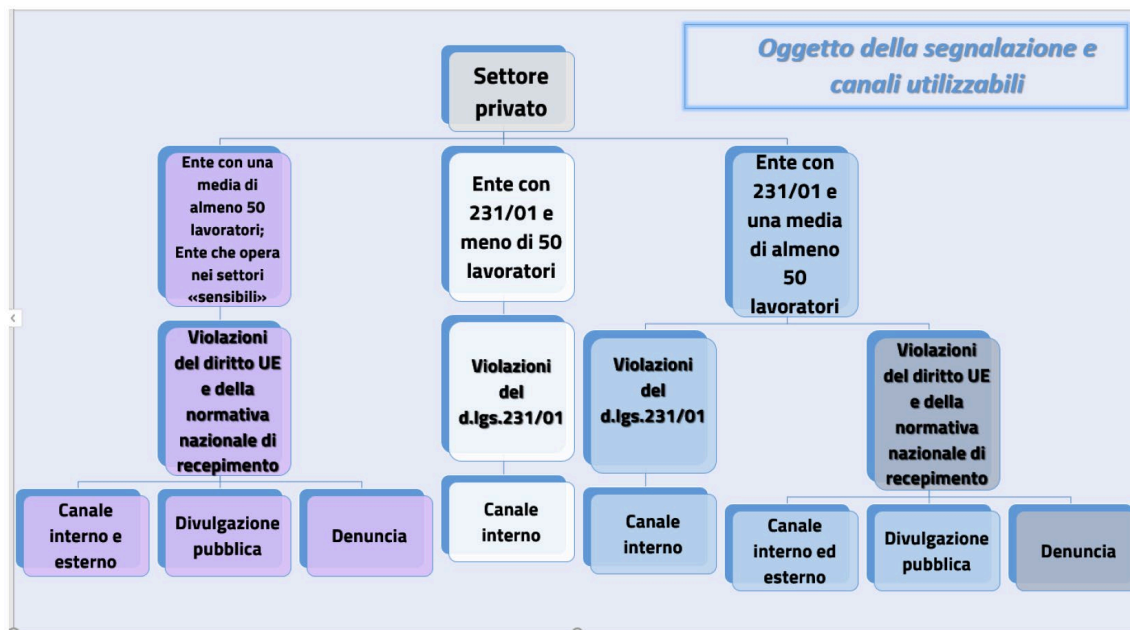 Oggetto della segnalazione e
canali utilizzabili
Settore
privato
Ente con una
media di
almeno 50
lavoratori;
Ente che opera
nei settori
«sensibili»
Ente con
231/01 e
meno di 50
lavoratori
Ente con
231/01 e
una media
di almeno
50
lavoratori
Violazioni
del diritto UE
e della
normativa
nazionale di
recepimento
Violazioni
del
d.lgs.231/01
Violazioni
del
d.lgs.231/01
Violazioni
del diritto UE
e della
normativa
nazionale di
recepimento
Canale
interno e
esterno
Divulgazione
pubblica
Denuncia
Canale
interno
Canale
interno
Canale
interno ed
esterno
Divulgazione
pubblica
Denuncia